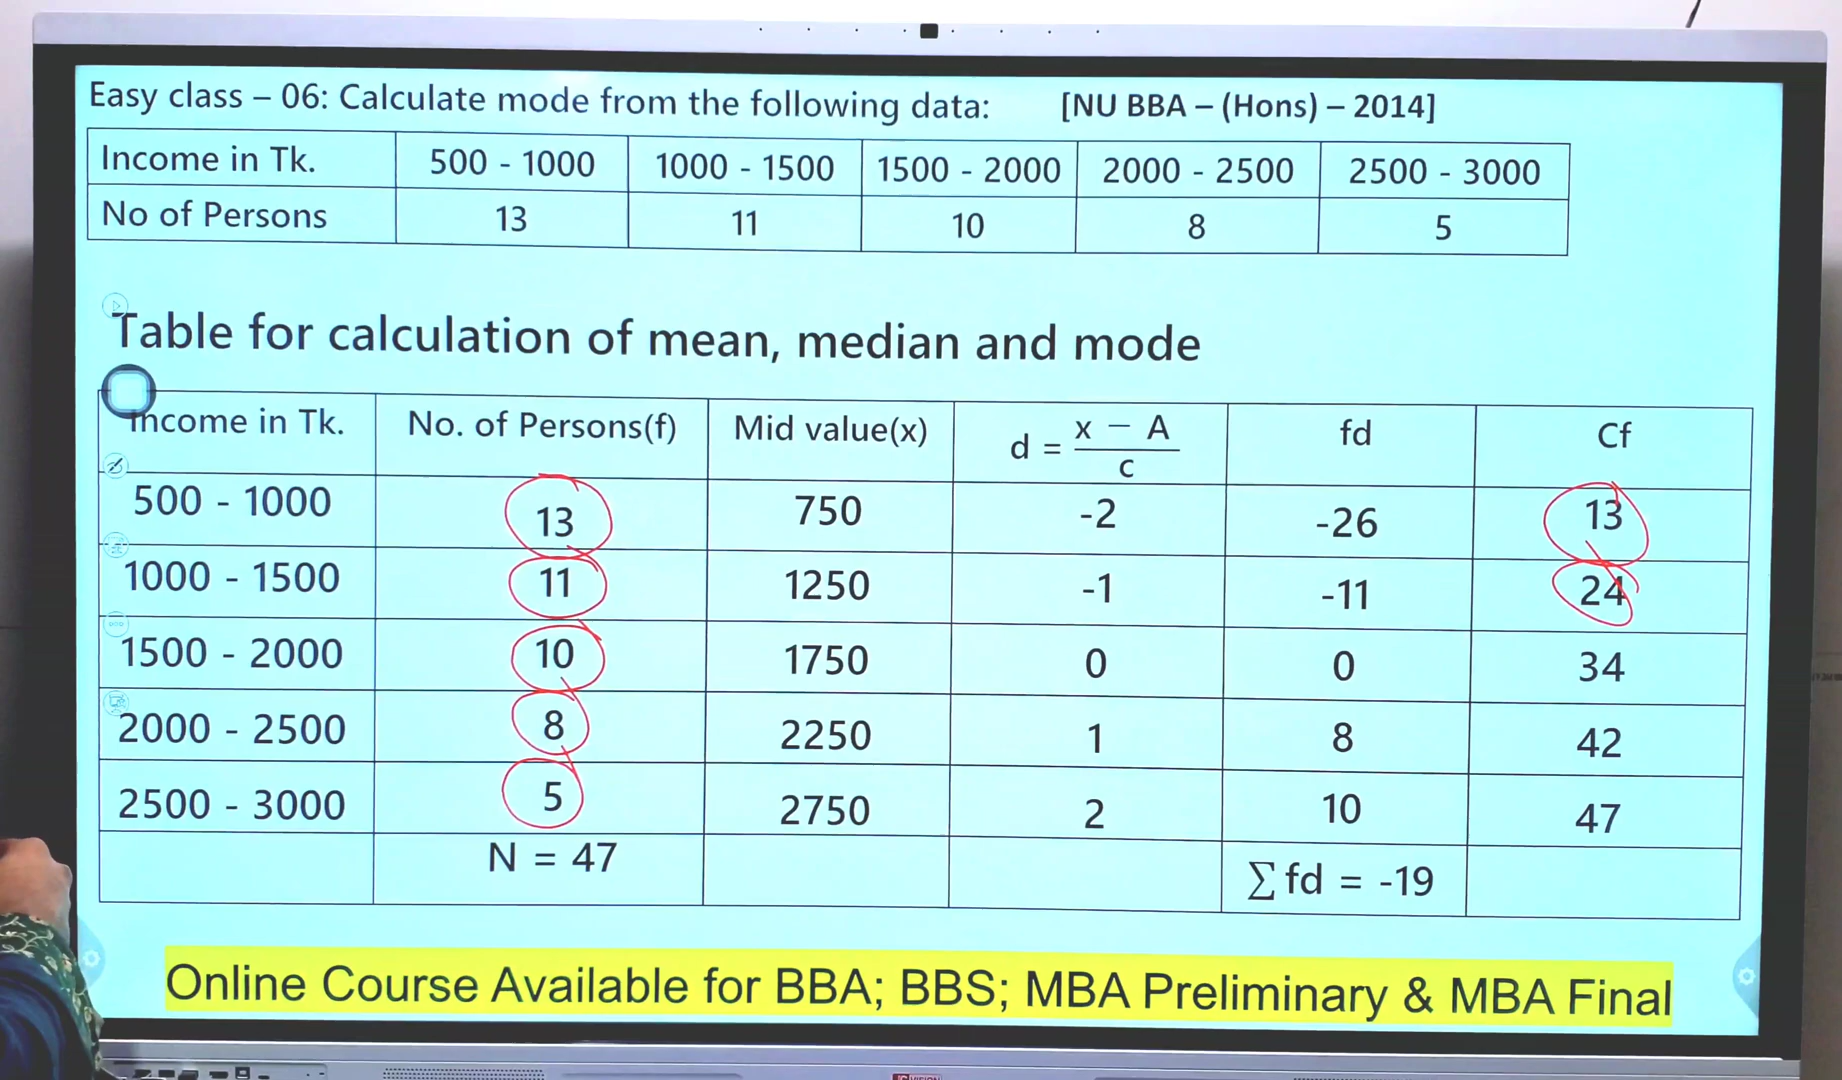 Easy class – 06: Calculate mode from the following data: [NU BBA – (Hons) – 2014]
Income in Tk. 500 - 1000 1000 - 1500 1500 - 2000 2000 - 2500 2500 - 3000
No of Persons 13 11 10 8 5
Table for calculation of mean, median and mode
Income in Tk. No. of Persons(f) Mid value(x) d = x − A / c fd Cf
500 - 1000 13 750 -2 -26 13
1000 - 1500 11 1250 -1 -11 24
1500 - 2000 10 1750 0 0 34
2000 - 2500 8 2250 1 8 42
2500 - 3000 5 2750 2 10 47
N = 47 ∑ fd = -19
Online Course Available for BBA; BBS; MBA Preliminary & MBA Final